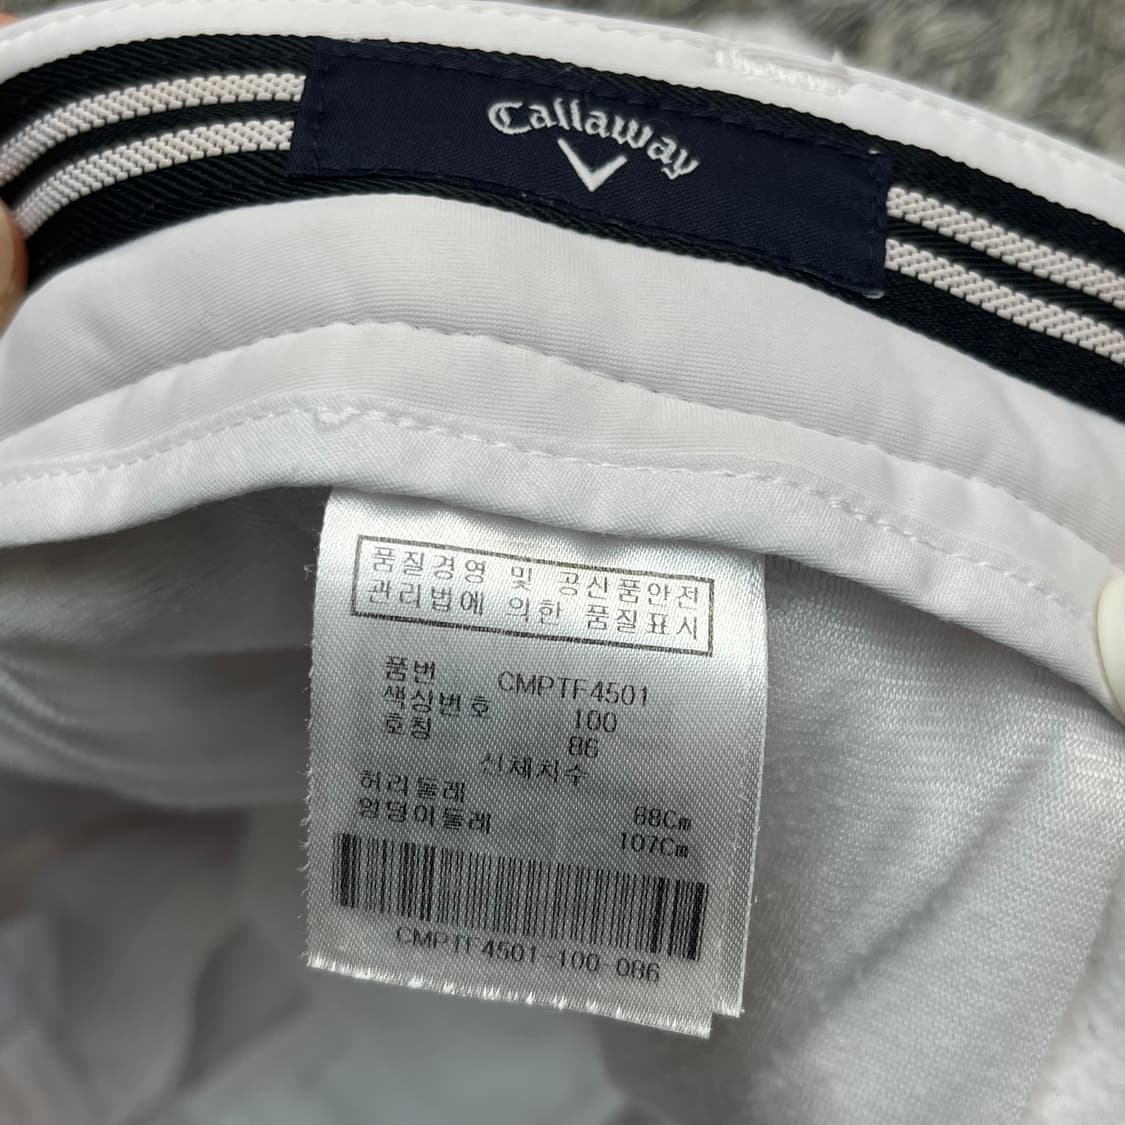 Callaway
품질경영 및 공산품안전
관리법에 의한 품질표시
품번 CMPTF4501
색상번호 100
호칭 86
신체치수
허리둘레 88Cm
엉덩이둘레 107Cm
CMPTF4501-100-086